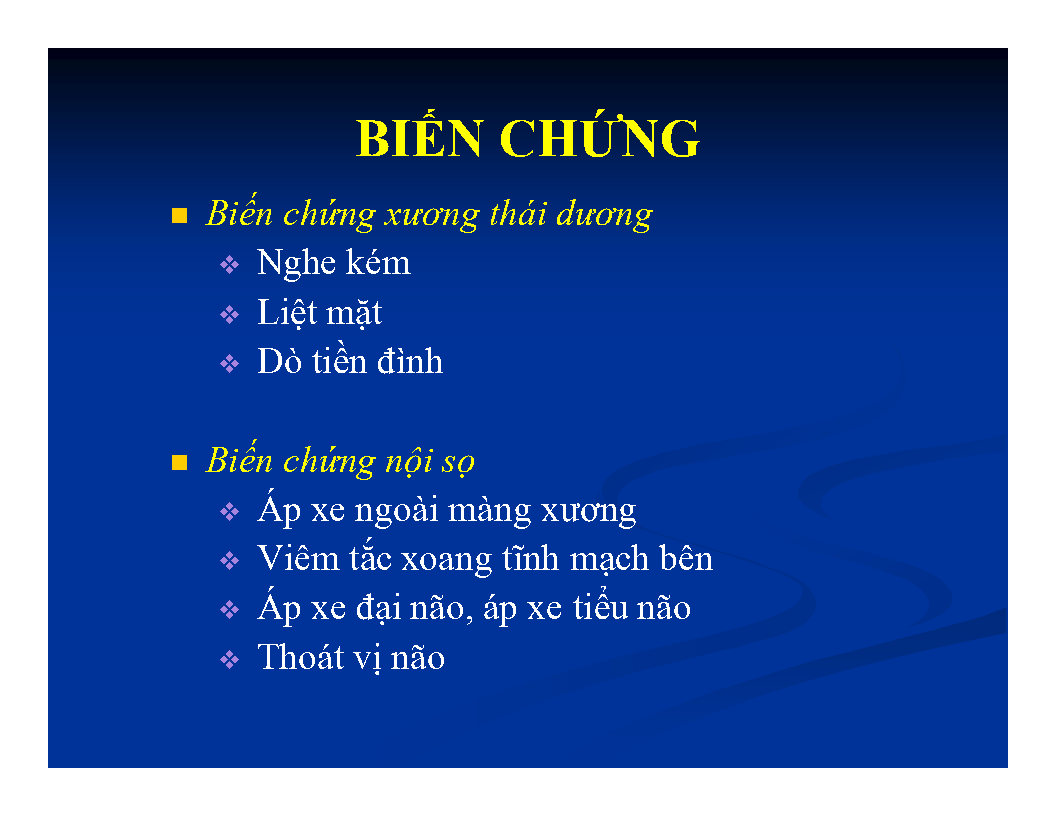 BIẾN CHỨNG
Biến chứng xương thái dương
Nghe kém
Liệt mặt
Dò tiền đình
Biến chứng nội sọ
Áp xe ngoài màng xương
Viêm tắc xoang tĩnh mạch bên
Áp xe đại não, áp xe tiểu não
Thoát vị não